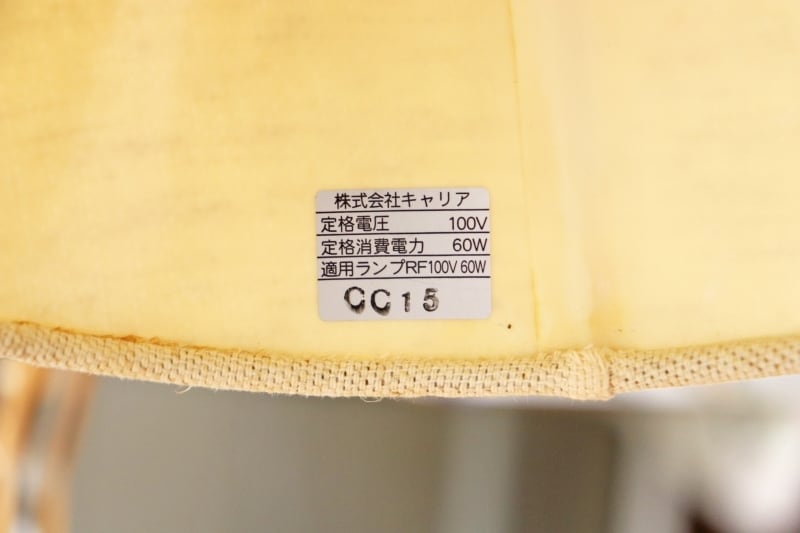 株式会社キャリア
定格電圧 100V
定格消費電力 60W
適用ランプRF100V 60W
CC15